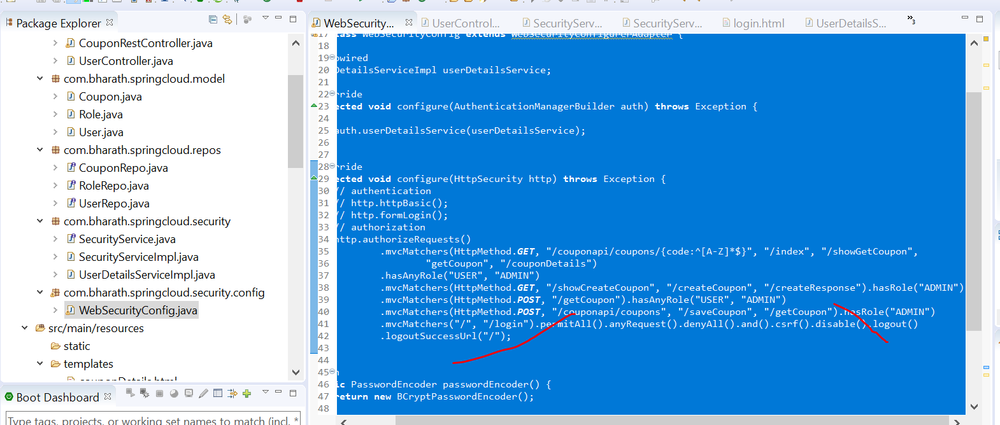 Package Explorer
CouponRestController.java
UserController.java
com.bharath.springcloud.model
Coupon.java
Role.java
User.java
com.bharath.springcloud.repos
CouponRepo.java
RoleRepo.java
UserRepo.java
com.bharath.springcloud.security
SecurityService.java
SecurityServiceImpl.java
UserDetailsServiceImpl.java
com.bharath.springcloud.security.config
WebSecurityConfig.java
src/main/resources
static
templates
couponDetails.html
Boot Dashboard
Type tags, projects, or working set names to match (incl. *
WebSecurity... UserControl... SecurityServ... SecurityServ... login.html UserDetailsS... »3
17 class WebSecurityConfig extends WebSecurityConfigurerAdapter {
18
19 owired
20 DetailsServiceImpl userDetailsService;
21
22 rride
23 ected void configure(AuthenticationManagerBuilder auth) throws Exception {
24
25 auth.userDetailsService(userDetailsService);
26
27
28 rride
29 ected void configure(HttpSecurity http) throws Exception {
30 // authentication
31 // http.httpBasic();
32 // http.formLogin();
33 // authorization
34 http.authorizeRequests()
35 .mvcMatchers(HttpMethod.GET, "/couponapi/coupons/{code:^[A-Z]*$}", "/index", "/showGetCoupon",
36 "getCoupon", "/couponDetails")
37 .hasAnyRole("USER", "ADMIN")
38 .mvcMatchers(HttpMethod.GET, "/showCreateCoupon", "/createCoupon", "/createResponse").hasRole("ADMIN")
39 .mvcMatchers(HttpMethod.POST, "/getCoupon").hasAnyRole("USER", "ADMIN")
40 .mvcMatchers(HttpMethod.POST, "/couponapi/coupons", "/saveCoupon", "/getCoupon").hasRole("ADMIN")
41 .mvcMatchers("/", "/login").permitAll().anyRequest().denyAll().and().csrf().disable().logout()
42 .logoutSuccessUrl("/");
43
44
45 n
46 ic PasswordEncoder passwordEncoder() {
47 return new BCryptPasswordEncoder();
48